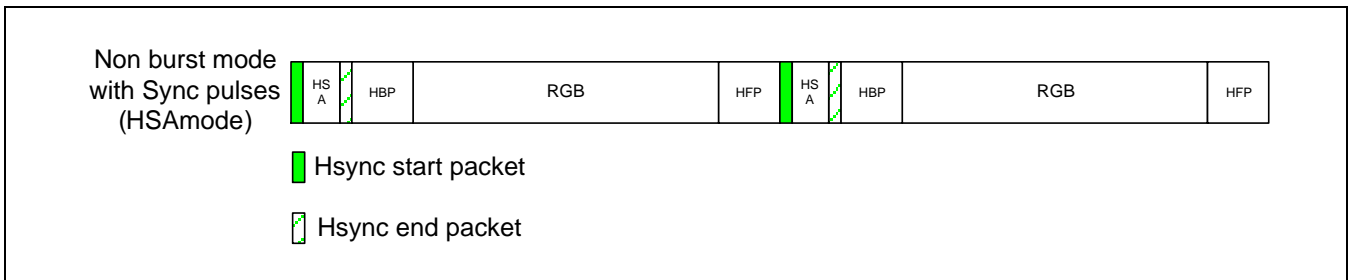 Non burst mode
with Sync pulses
(HSAmode)
HS
A
HBP
RGB
HFP
HS
A
HBP
RGB
HFP
Hsync start packet
Hsync end packet